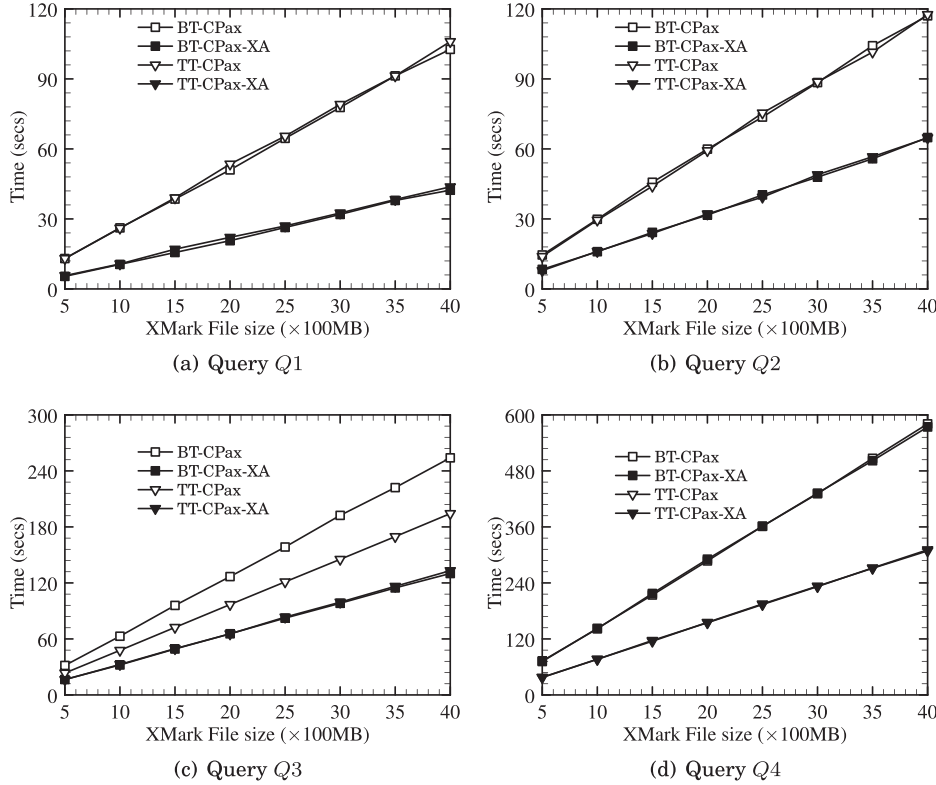 120
90
60
30
0
Time (secs)
BT-CPax
BT-CPax-XA
TT-CPax
TT-CPax-XA
5 10 15 20 25 30 35 40
XMark File size (×100MB)
(a) Query Q1
120
90
60
30
0
Time (secs)
BT-CPax
BT-CPax-XA
TT-CPax
TT-CPax-XA
5 10 15 20 25 30 35 40
XMark File size (×100MB)
(b) Query Q2
300
240
180
120
60
0
Time (secs)
BT-CPax
BT-CPax-XA
TT-CPax
TT-CPax-XA
5 10 15 20 25 30 35 40
XMark File size (×100MB)
(c) Query Q3
600
480
360
240
120
0
Time (secs)
BT-CPax
BT-CPax-XA
TT-CPax
TT-CPax-XA
5 10 15 20 25 30 35 40
XMark File size (×100MB)
(d) Query Q4